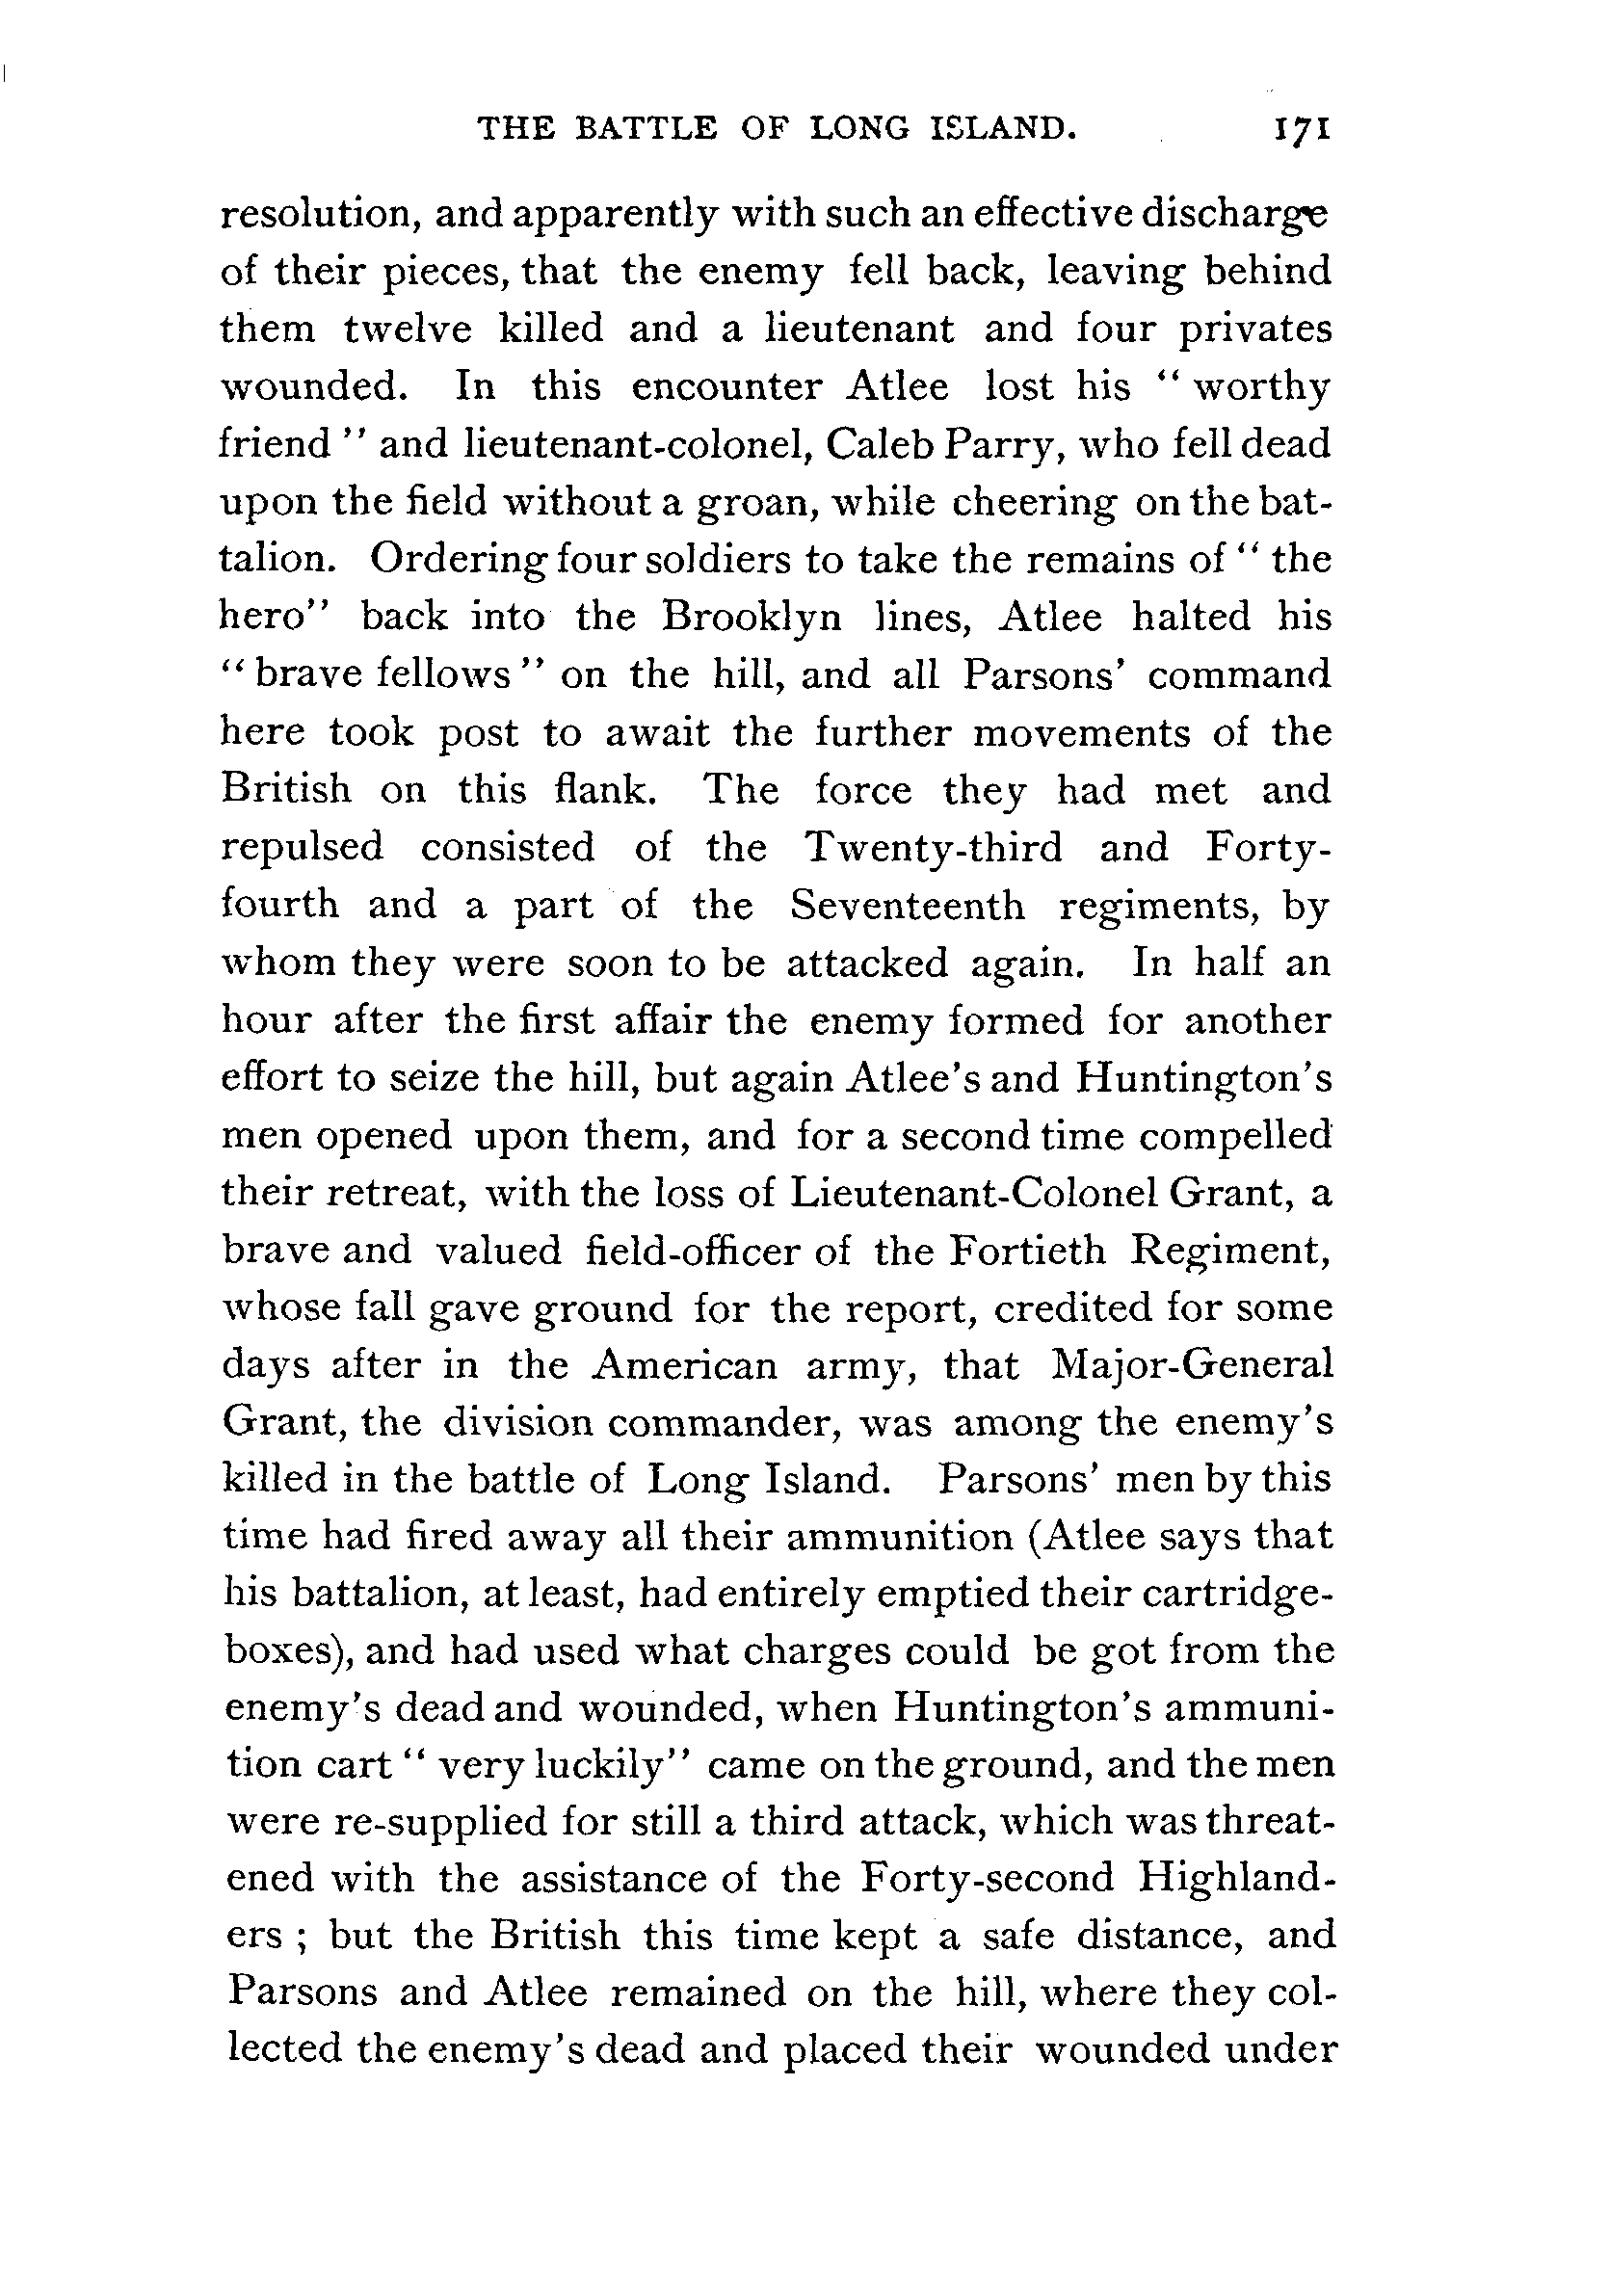 THE BATTLE OF LONG ISLAND. 171
resolution, and apparently with such an effective discharge
of their pieces, that the enemy fell back, leaving behind
them twelve killed and a lieutenant and four privates
wounded. In this encounter Atlee lost his “ worthy
friend ” and lieutenant-colonel, Caleb Parry, who fell dead
upon the field without a groan, while cheering on the bat-
talion. Ordering four soldiers to take the remains of “ the
hero” back into the Brooklyn lines, Atlee halted his
“ brave fellows ” on the hill, and all Parsons’ command
here took post to await the further movements of the
British on this flank. The force they had met and
repulsed consisted of the Twenty-third and Forty-
fourth and a part of the Seventeenth regiments, by
whom they were soon to be attacked again. In half an
hour after the first affair the enemy formed for another
effort to seize the hill, but again Atlee’s and Huntington’s
men opened upon them, and for a second time compelled
their retreat, with the loss of Lieutenant-Colonel Grant, a
brave and valued field-officer of the Fortieth Regiment,
whose fall gave ground for the report, credited for some
days after in the American army, that Major-General
Grant, the division commander, was among the enemy’s
killed in the battle of Long Island. Parsons’ men by this
time had fired away all their ammunition (Atlee says that
his battalion, at least, had entirely emptied their cartridge-
boxes), and had used what charges could be got from the
enemy’s dead and wounded, when Huntington’s ammuni-
tion cart “ very luckily” came on the ground, and the men
were re-supplied for still a third attack, which was threat-
ened with the assistance of the Forty-second Highland-
ers ; but the British this time kept a safe distance, and
Parsons and Atlee remained on the hill, where they col-
lected the enemy’s dead and placed their wounded under